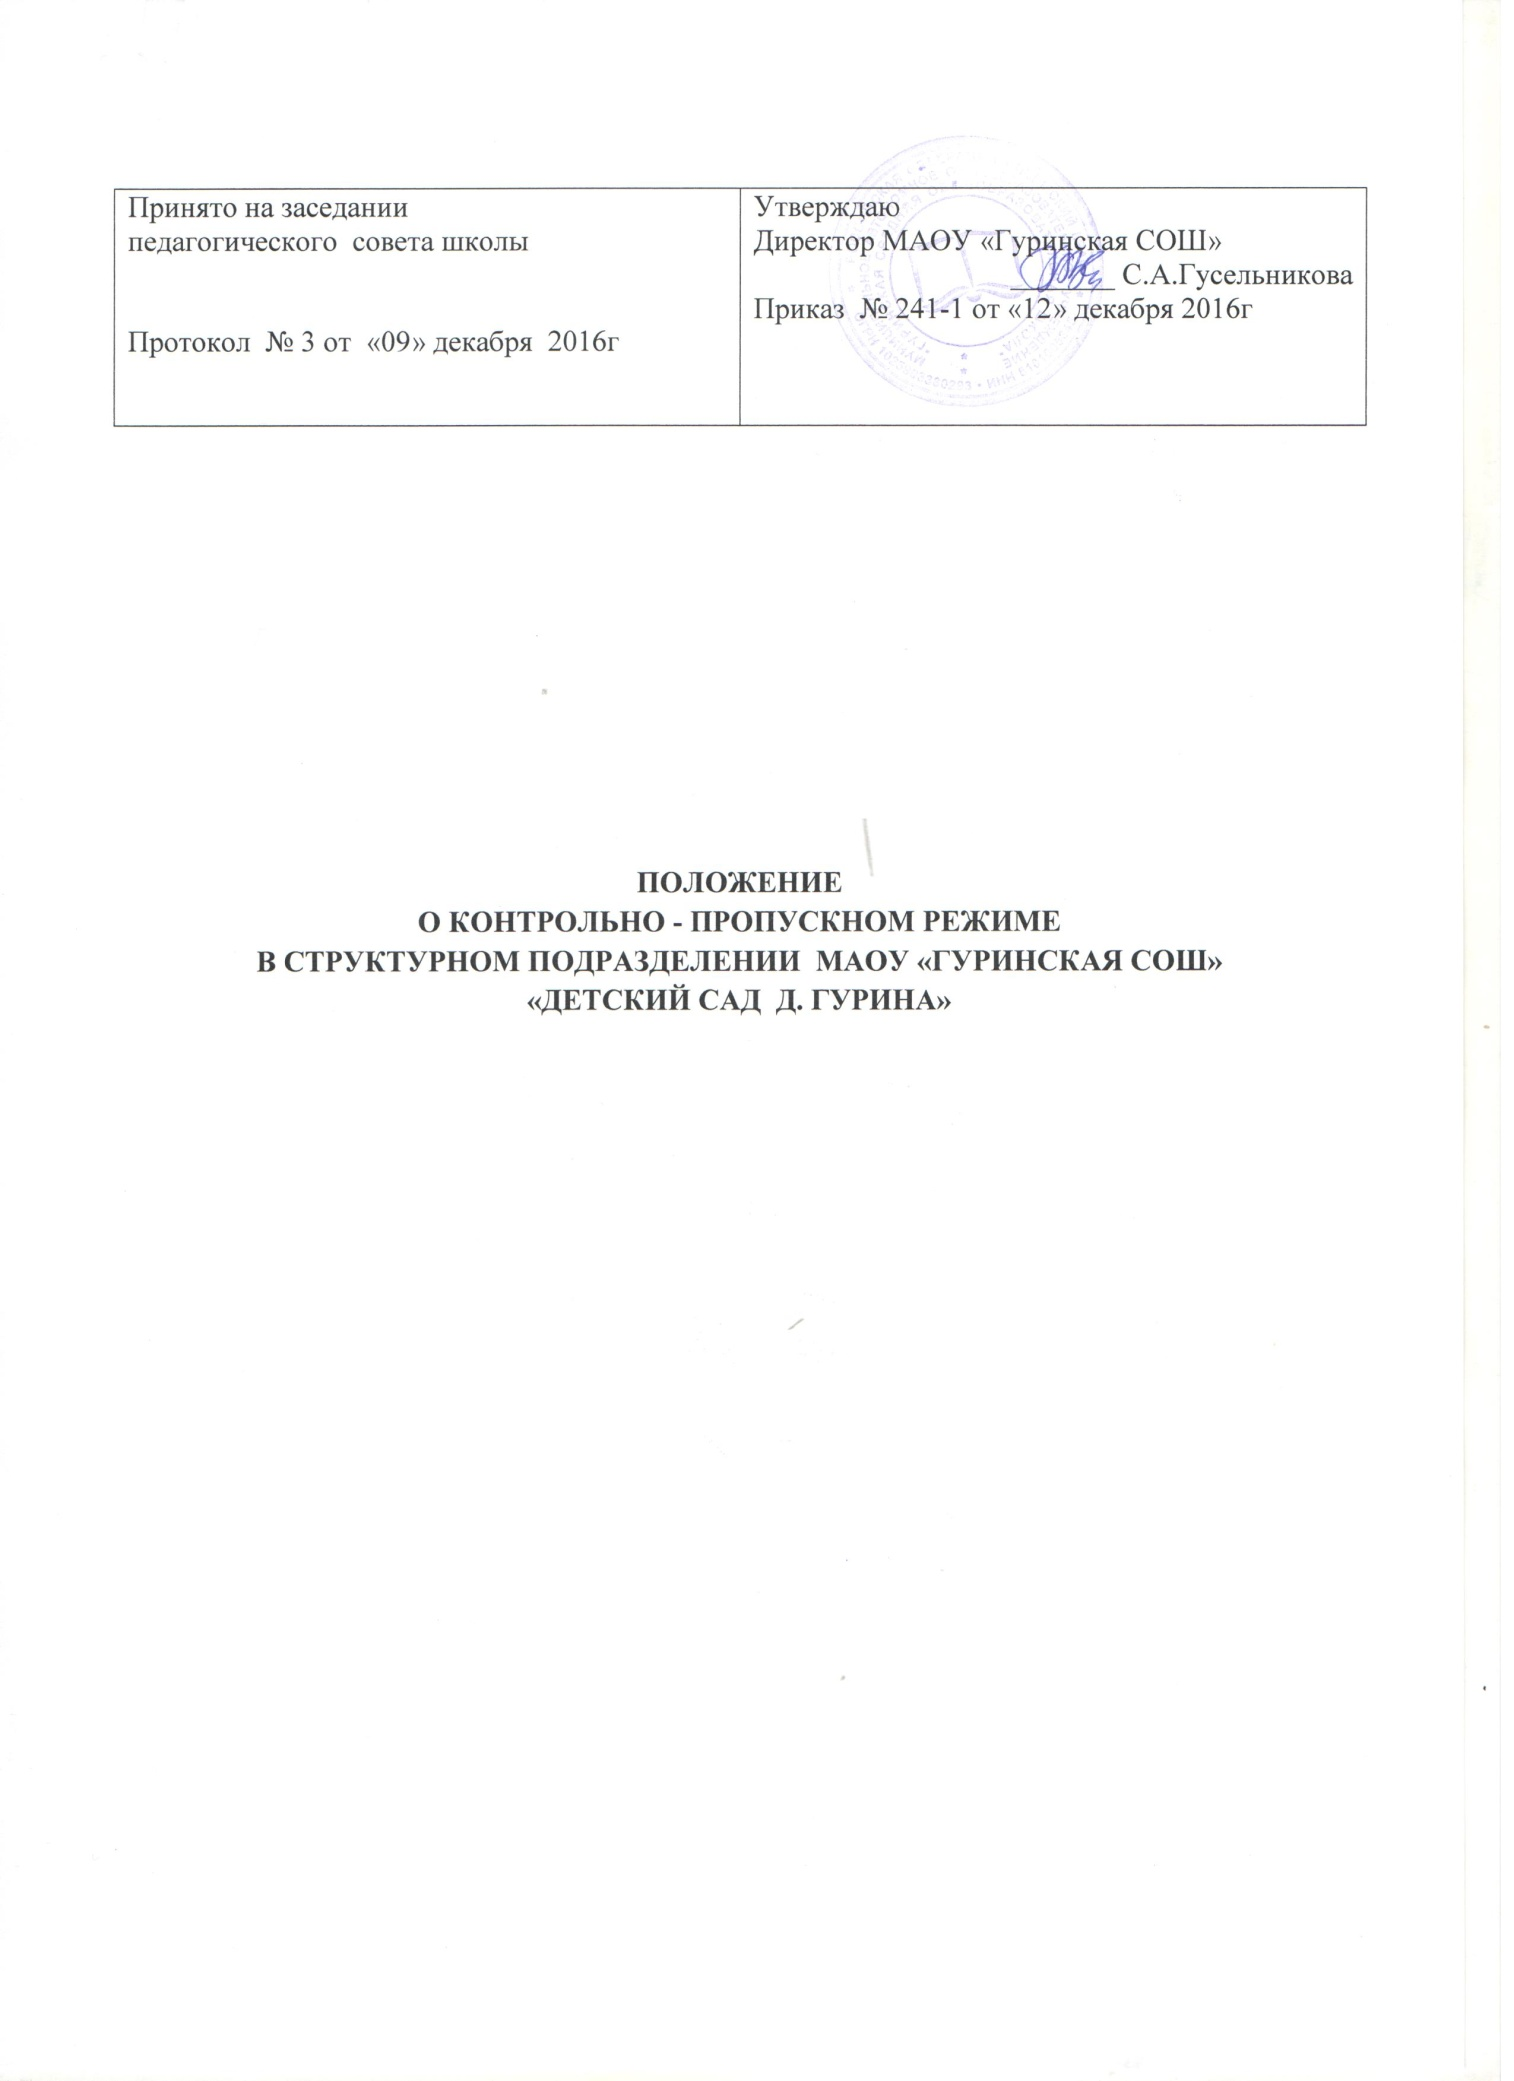 Принято на заседании
педагогического совета школы
Протокол № 3 от «09» декабря 2016г
Утверждаю
Директор МАОУ «Гуринская СОШ»
С.А.Гусельникова
Приказ № 241-1 от «12» декабря 2016г
ПОЛОЖЕНИЕ
О КОНТРОЛЬНО - ПРОПУСКНОМ РЕЖИМЕ
В СТРУКТУРНОМ ПОДРАЗДЕЛЕНИИ МАОУ «ГУРИНСКАЯ СОШ»
«ДЕТСКИЙ САД Д. ГУРИНА»